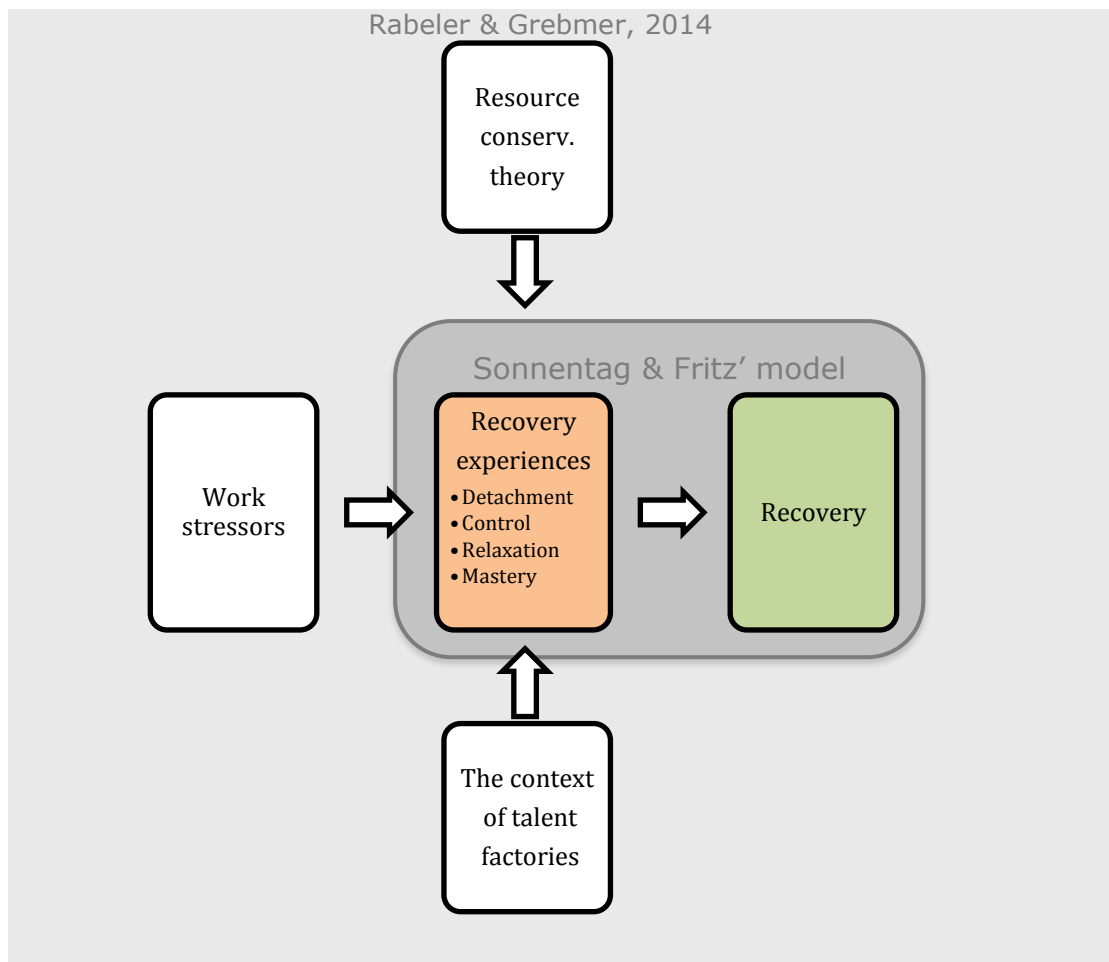 Rabeler & Grebmer, 2014
Resource
conserv.
theory
Sonnentag & Fritz’ model
Work
stressors
Recovery
experiences
•Detachment
•Control
•Relaxation
•Mastery
Recovery
The context
of talent
factories